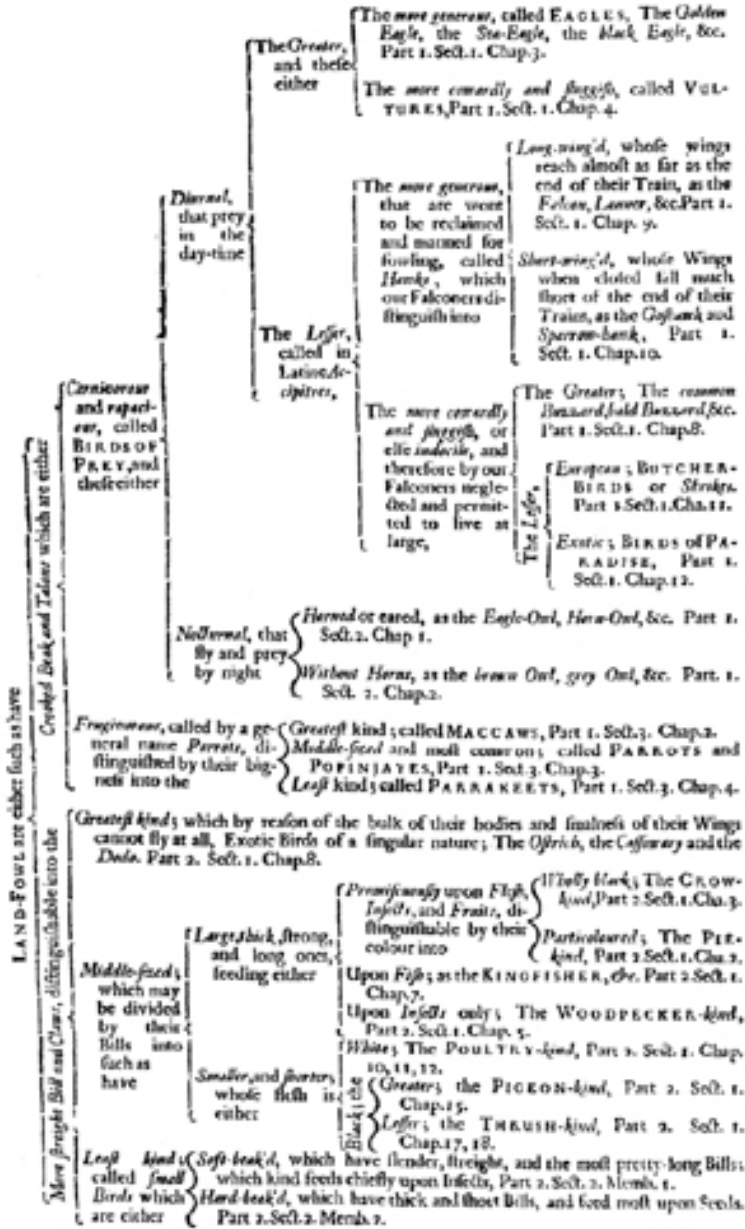 LAND-FOWL are either ſuch as have
Crooked Beak and Talons which are either
Carnivorous
and rapaci-
ous, called
BIRDS OF
PREY, and
theſe either
Diurnal,
that prey
in the
day-time
The Greater,
and theſe
either
The more generous, called EAGLES, The Golden
Eagle, the Sea-Eagle, the black Eagle, &c.
Part 1. Sect. 1. Chap. 3.
The more cowardly and ſluggiſh, called VUL-
TURES, Part 1. Sect. 1. Chap. 4.
The Leſſer,
called in
Latine Ac-
cipitres,
The more generous,
that are wont
to be reclaimed
and manned for
fowling, called
Hawks, which
our Falconers di-
ſtinguiſh into
Long-wing'd, whoſe wings
reach almoſt as far as the
end of their Train, as the
Falcon, Lanner, &c. Part 1.
Sect. 1. Chap. 9.
Short-wing'd, whoſe Wings
when cloſed fall much
ſhort of the end of their
Trains, as the Goſhawk and
Sparrow-hawk, Part 1.
Sect. 1. Chap. 10.
The more cowardly
and ſluggiſh, or
elſe indocile, and
therefore by our
Falconers negle-
cted and permit-
ted to live at
large,
The Greater; The common
Buzzard, bald Buzzard, &c.
Part 1. Sect. 1. Chap. 8.
The Leſſer,
European; BUTCHER-
BIRDS or Shrikes.
Part 1. Sect. 1. Cha. 11.
Exotic; BIRDS of PA-
RADISE, Part 1.
Sect. 1. Chap. 12.
Nocturnal, that
fly and prey
by night
Horned or eared, as the Eagle-Owl, Horn-Owl, &c. Part 1.
Sect. 2. Chap 1.
Without Horns, as the brown Owl, grey Owl, &c. Part. 1.
Sect. 2. Chap. 2.
Frugivorous, called by a ge-
neral name Parrots, di-
ſtinguiſhed by their big-
neſs into the
Greateſt kind; called MACCAWS, Part 1. Sect. 3. Chap. 2.
Middle-ſized and moſt common; called PARROTS and
POPINJAYES, Part 1. Sect. 3. Chap. 3.
Leaſt kind; called PARRAKEETS, Part 1. Sect. 3. Chap. 4.
More ſtreight Bill and Claws, diſtinguiſhable into the
Greateſt kind; which by reaſon of the bulk of their bodies and ſmalneſs of their Wings
cannot fly at all, Exotic Birds of a ſingular nature; The Oſtrich, the Caſſowary and the
Dodo. Part 2. Sect. 1. Chap. 8.
Middle-ſized;
which may
be divided
by their
Bills into
ſuch as
have
Large, thick, ſtrong,
and long ones,
feeding either
Promiſcuouſly upon Fleſh,
Inſects, and Fruits, di-
ſtinguiſhable by their
colour into
Wholly black; The CROW-
kind, Part 2. Sect. 1. Cha. 3.
Particoloured; The PIE-
kind, Part 2. Sect. 1. Cha. 2.
Upon Fiſh; as the KINGFISHER, &c. Part 2. Sect. 1.
Chap. 7.
Upon Inſects only; The WOODPECKER-kind,
Part 2. Sect. 1. Chap. 5.
Smaller, and ſhorter,
whoſe fleſh is
either
White; The POULTRY-kind, Part 2. Sect. 1. Chap.
10, 11, 12.
Black; the
Greater; the PIGEON-kind, Part 2. Sect. 1.
Chap. 15.
Leſſer; the THRUSH-kind, Part 2. Sect. 1.
Chap. 17, 18.
Leaſt kind;
called ſmall
Birds which
are either
Soft-beak'd, which have ſlender, ſtreight, and the moſt pretty-long Bills;
which kind feeds chiefly upon Inſects, Part 2. Sect. 2. Memb. 1.
Hard-beak'd, which have thick and ſhort Bills, and feed moſt upon Seeds.
Part 2. Sect. 2. Memb. 2.